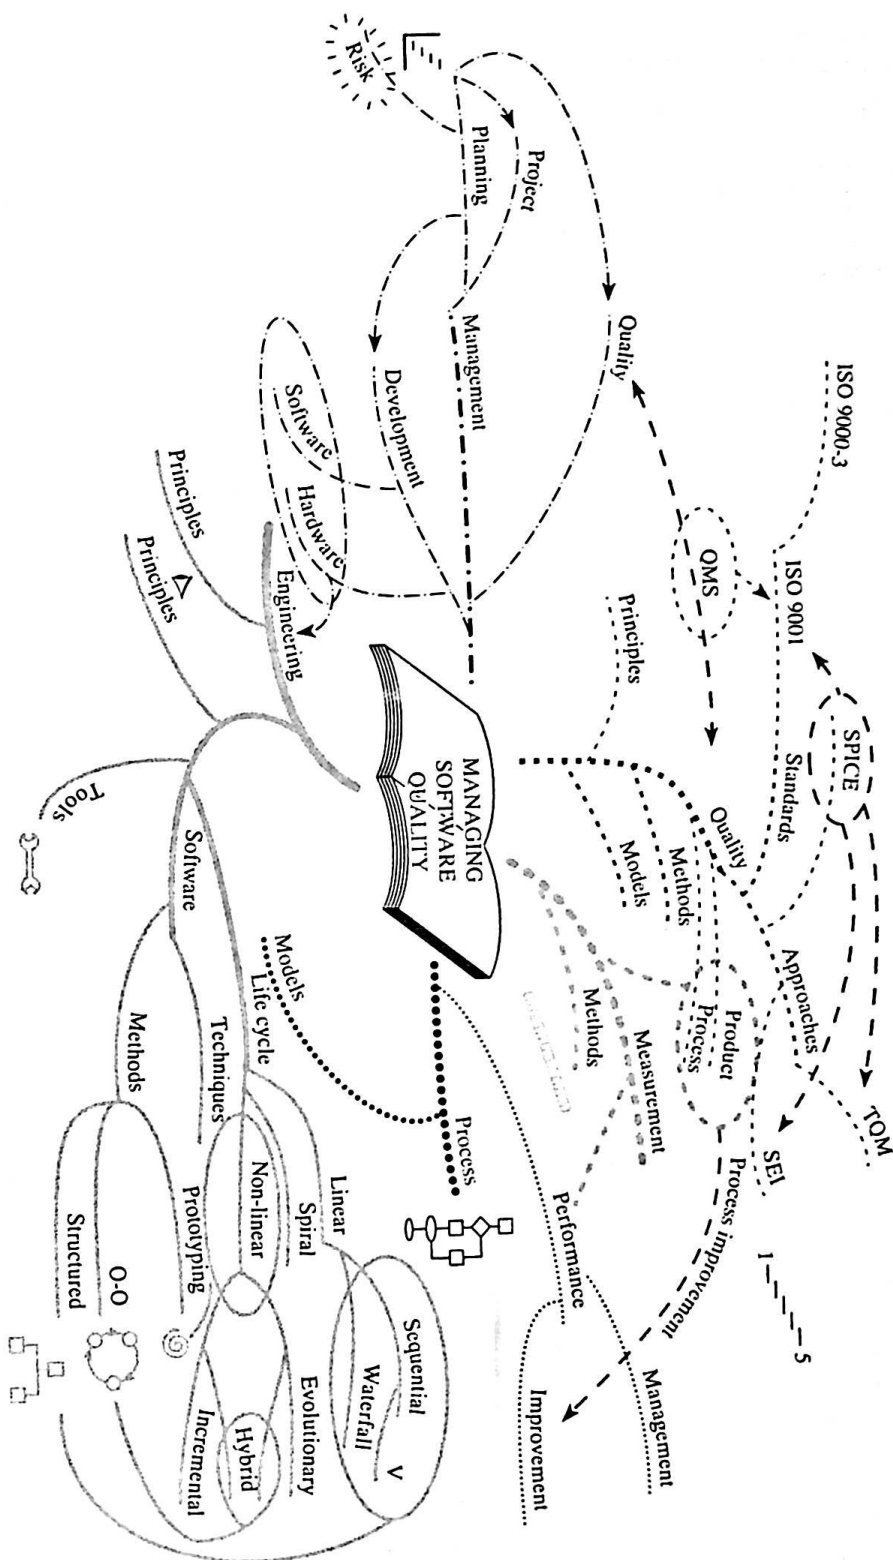 MANAGING
SOFTWARE
QUALITY
Management
Project
Planning
Risk
Quality
Development
Software
Hardware
Engineering
Principles
Principles
Software
Tools
Techniques
Methods
Prototyping
O-O
Structured
Life cycle
Models
Linear
Spiral
Non-linear
Sequential
Waterfall
V
Evolutionary
Hybrid
Incremental
Process
Performance
Management
Improvement
Measurement
Methods
Quality
Principles
Methods
Models
Product
Process
Process improvement
Standards
ISO 9001
ISO 9000-3
QMS
SPICE
Approaches
TQM
SEI
1 – – – – 5